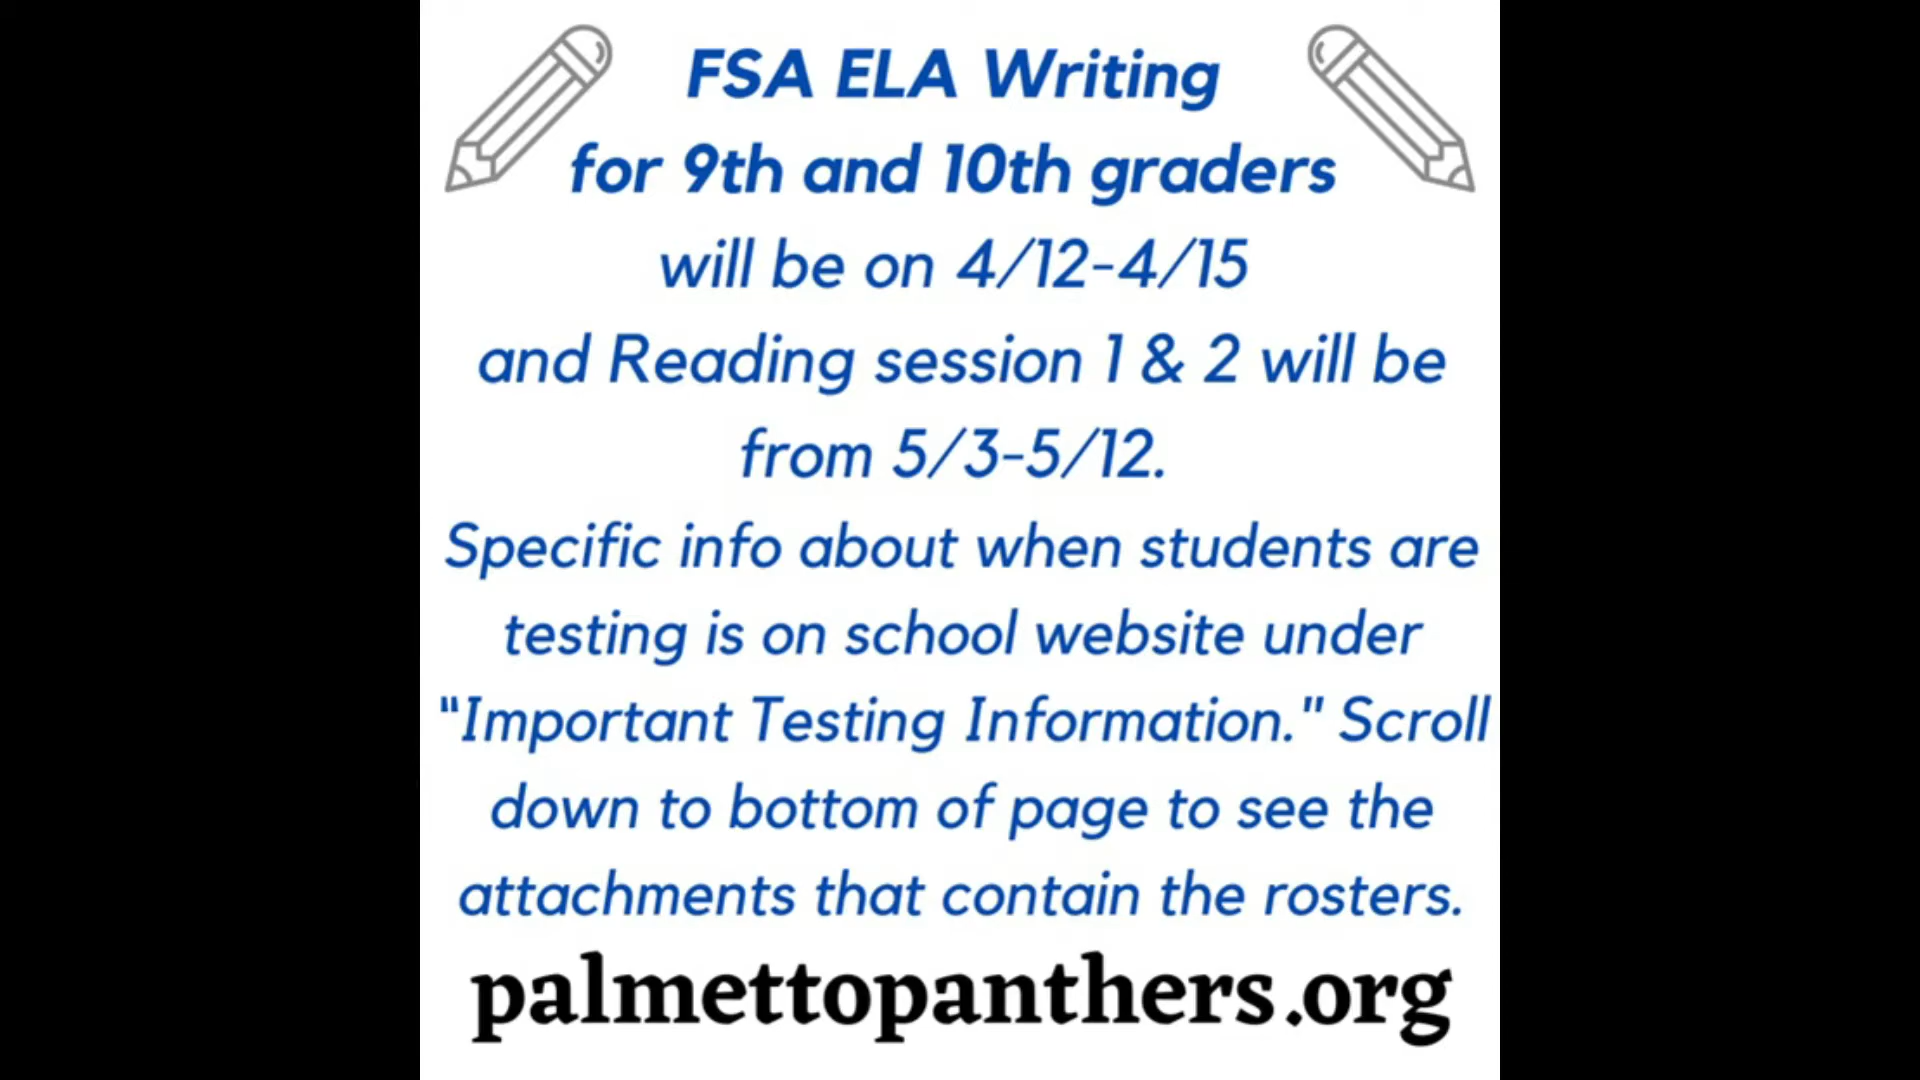 FSA ELA Writing
for 9th and 10th graders
will be on 4/12-4/15
and Reading session 1 & 2 will be
from 5/3-5/12.
Specific info about when students are
testing is on school website under
“Important Testing Information.” Scroll
down to bottom of page to see the
attachments that contain the rosters.
palmettopanthers.org